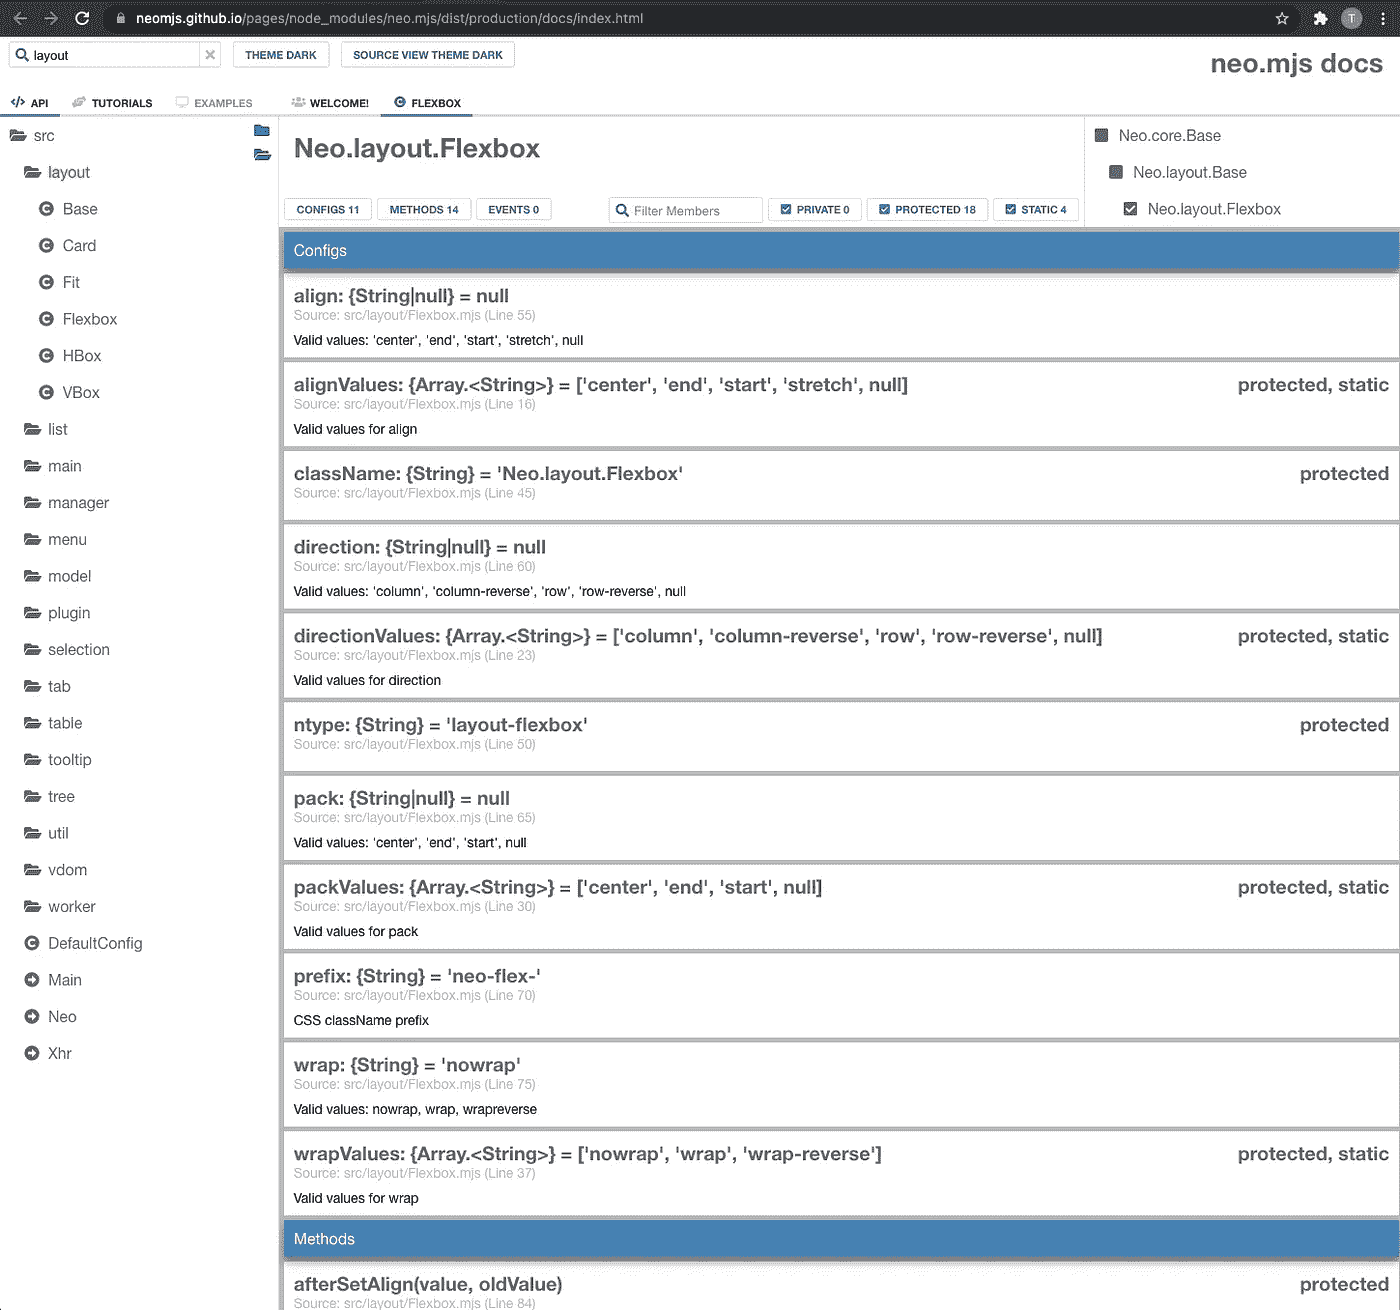 neomjs.github.io/pages/node_modules/neo.mjs/dist/production/docs/index.html
T
layout
THEME DARK
SOURCE VIEW THEME DARK
neo.mjs docs
API
TUTORIALS
EXAMPLES
WELCOME!
FLEXBOX
src
layout
Base
Card
Fit
Flexbox
HBox
VBox
list
main
manager
menu
model
plugin
selection
tab
table
tooltip
tree
util
vdom
worker
DefaultConfig
Main
Neo
Xhr
Neo.layout.Flexbox
CONFIGS 11
METHODS 14
EVENTS 0
Filter Members
PRIVATE 0
PROTECTED 18
STATIC 4
Neo.core.Base
Neo.layout.Base
Neo.layout.Flexbox
Configs
align: {String|null} = null
Source: src/layout/Flexbox.mjs (Line 55)
Valid values: 'center', 'end', 'start', 'stretch', null
alignValues: {Array.<String>} = ['center', 'end', 'start', 'stretch', null]
protected, static
Source: src/layout/Flexbox.mjs (Line 16)
Valid values for align
className: {String} = 'Neo.layout.Flexbox'
protected
Source: src/layout/Flexbox.mjs (Line 45)
direction: {String|null} = null
Source: src/layout/Flexbox.mjs (Line 60)
Valid values: 'column', 'column-reverse', 'row', 'row-reverse', null
directionValues: {Array.<String>} = ['column', 'column-reverse', 'row', 'row-reverse', null]
protected, static
Source: src/layout/Flexbox.mjs (Line 23)
Valid values for direction
ntype: {String} = 'layout-flexbox'
protected
Source: src/layout/Flexbox.mjs (Line 50)
pack: {String|null} = null
Source: src/layout/Flexbox.mjs (Line 65)
Valid values: 'center', 'end', 'start', null
packValues: {Array.<String>} = ['center', 'end', 'start', null]
protected, static
Source: src/layout/Flexbox.mjs (Line 30)
Valid values for pack
prefix: {String} = 'neo-flex-'
Source: src/layout/Flexbox.mjs (Line 70)
CSS className prefix
wrap: {String} = 'nowrap'
Source: src/layout/Flexbox.mjs (Line 75)
Valid values: nowrap, wrap, wrapreverse
wrapValues: {Array.<String>} = ['nowrap', 'wrap', 'wrap-reverse']
protected, static
Source: src/layout/Flexbox.mjs (Line 37)
Valid values for wrap
Methods
afterSetAlign(value, oldValue)
protected
Source: src/layout/Flexbox.mjs (Line 84)